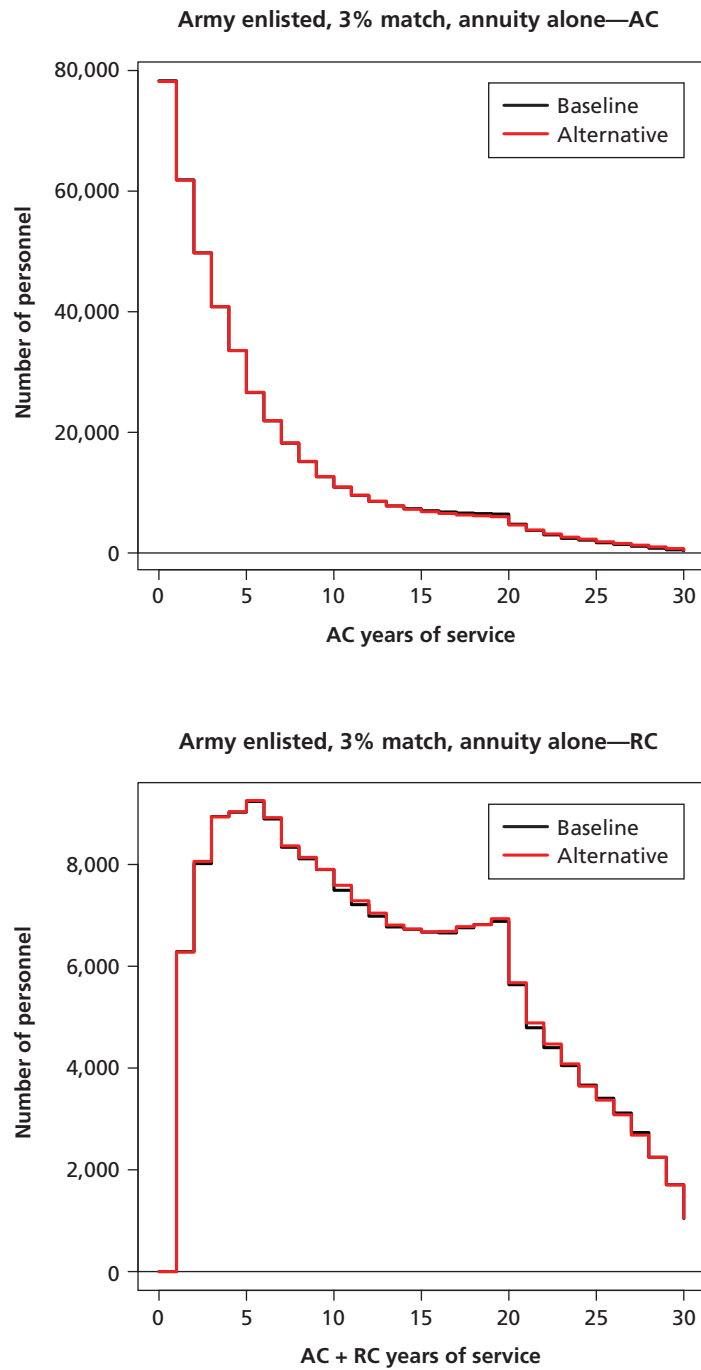 Army enlisted, 3% match, annuity alone—AC
80,000
60,000
40,000
20,000
0
Number of personnel
Baseline
Alternative
0 5 10 15 20 25 30
AC years of service
Army enlisted, 3% match, annuity alone—RC
8,000
6,000
4,000
2,000
0
Number of personnel
Baseline
Alternative
0 5 10 15 20 25 30
AC + RC years of service